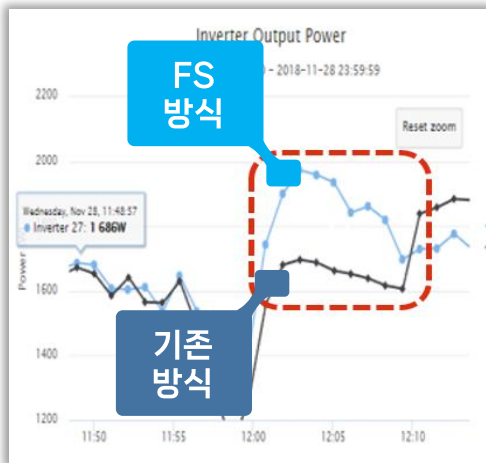 Inverter Output Power
– 2018-11-28 23:59:59
FS
방식
Reset zoom
2200
2000
Wednesday, Nov 28, 11:48:57
Inverter 27: 1 686W
Power
1600
1400
1200
기존
방식
11:50
11:55
12:00
12:05
12:10